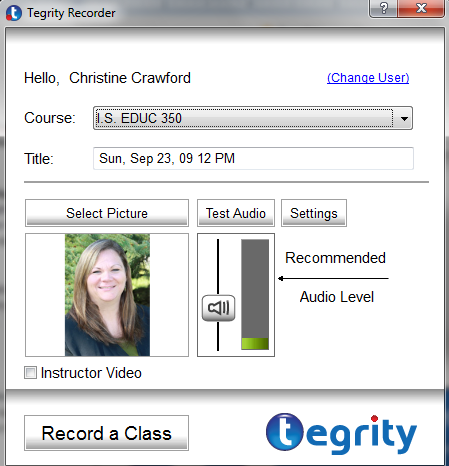 Tegrity Recorder
Hello, Christine Crawford (Change User)
Course: I.S. EDUC 350
Title: Sun, Sep 23, 09 12 PM
Select Picture Test Audio Settings
Recommended
Audio Level
Instructor Video
Record a Class tegrity